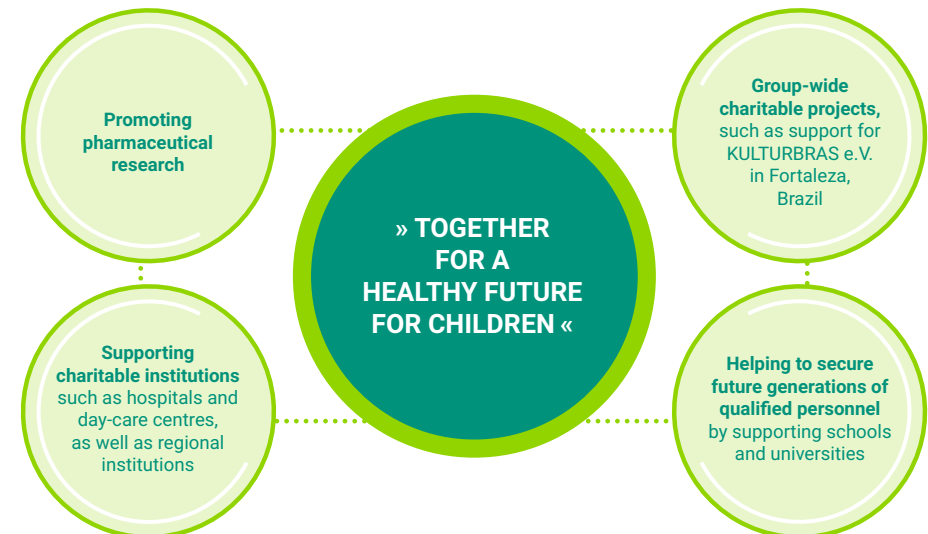 Promoting
pharmaceutical
research
Group-wide
charitable projects,
such as support for
KULTURBRAS e.V.
in Fortaleza,
Brazil
» TOGETHER
FOR A
HEALTHY FUTURE
FOR CHILDREN «
Supporting
charitable institutions
such as hospitals and
day-care centres,
as well as regional
institutions
Helping to secure
future generations of
qualified personnel
by supporting schools
and universities